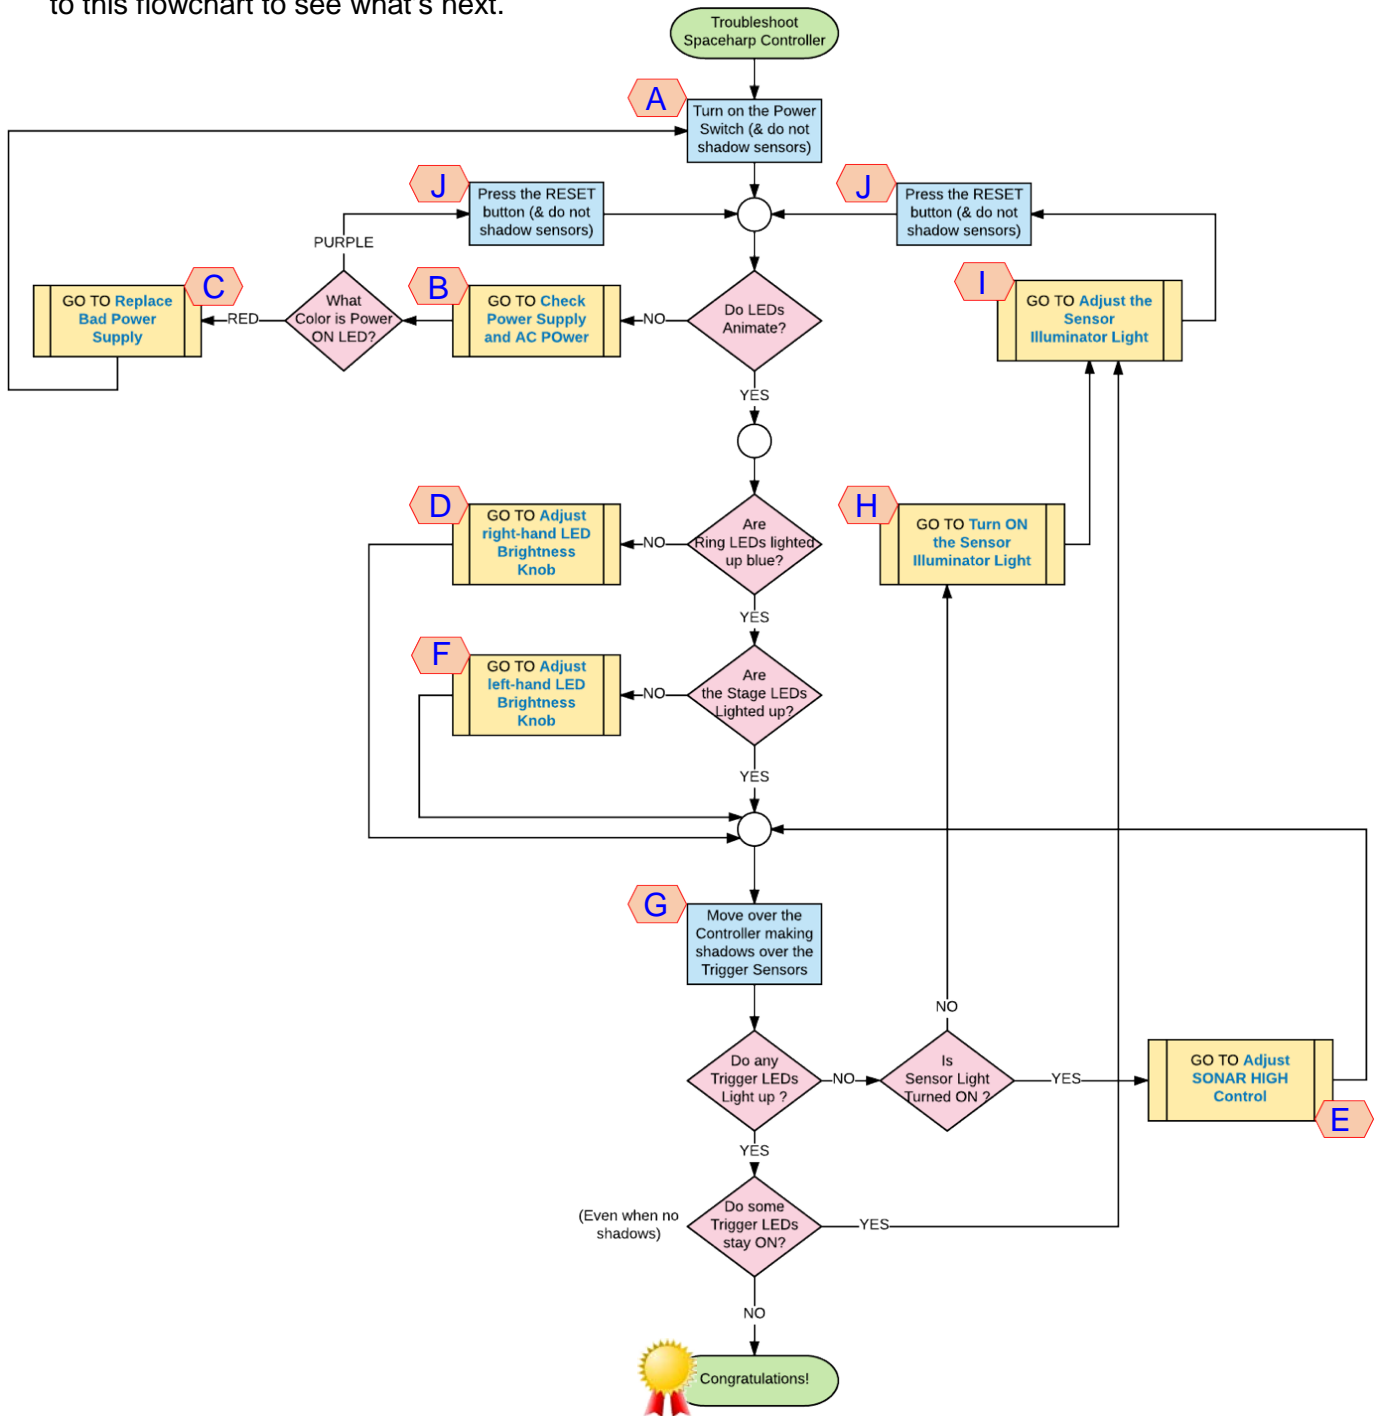 to this flowchart to see what's next.
Troubleshoot
Spaceharp Controller
A
Turn on the Power
Switch (& do not
shadow sensors)
J
Press the RESET
button (& do not
shadow sensors)
J
Press the RESET
button (& do not
shadow sensors)
PURPLE
C
GO TO Replace
Bad Power
Supply
RED
What
Color is Power
ON LED?
B
GO TO Check
Power Supply
and AC POwer
NO
Do LEDs
Animate?
I
GO TO Adjust the
Sensor
Illuminator Light
YES
D
GO TO Adjust
right-hand LED
Brightness
Knob
NO
Are
Ring LEDs lighted
up blue?
H
GO TO Turn ON
the Sensor
Illuminator Light
YES
F
GO TO Adjust
left-hand LED
Brightness
Knob
NO
Are
the Stage LEDs
Lighted up?
YES
G
Move over the
Controller making
shadows over the
Trigger Sensors
NO
Do any
Trigger LEDs
Light up ?
NO
Is
Sensor Light
Turned ON ?
YES
GO TO Adjust
SONAR HIGH
Control
E
YES
(Even when no
shadows)
Do some
Trigger LEDs
stay ON?
YES
NO
Congratulations!